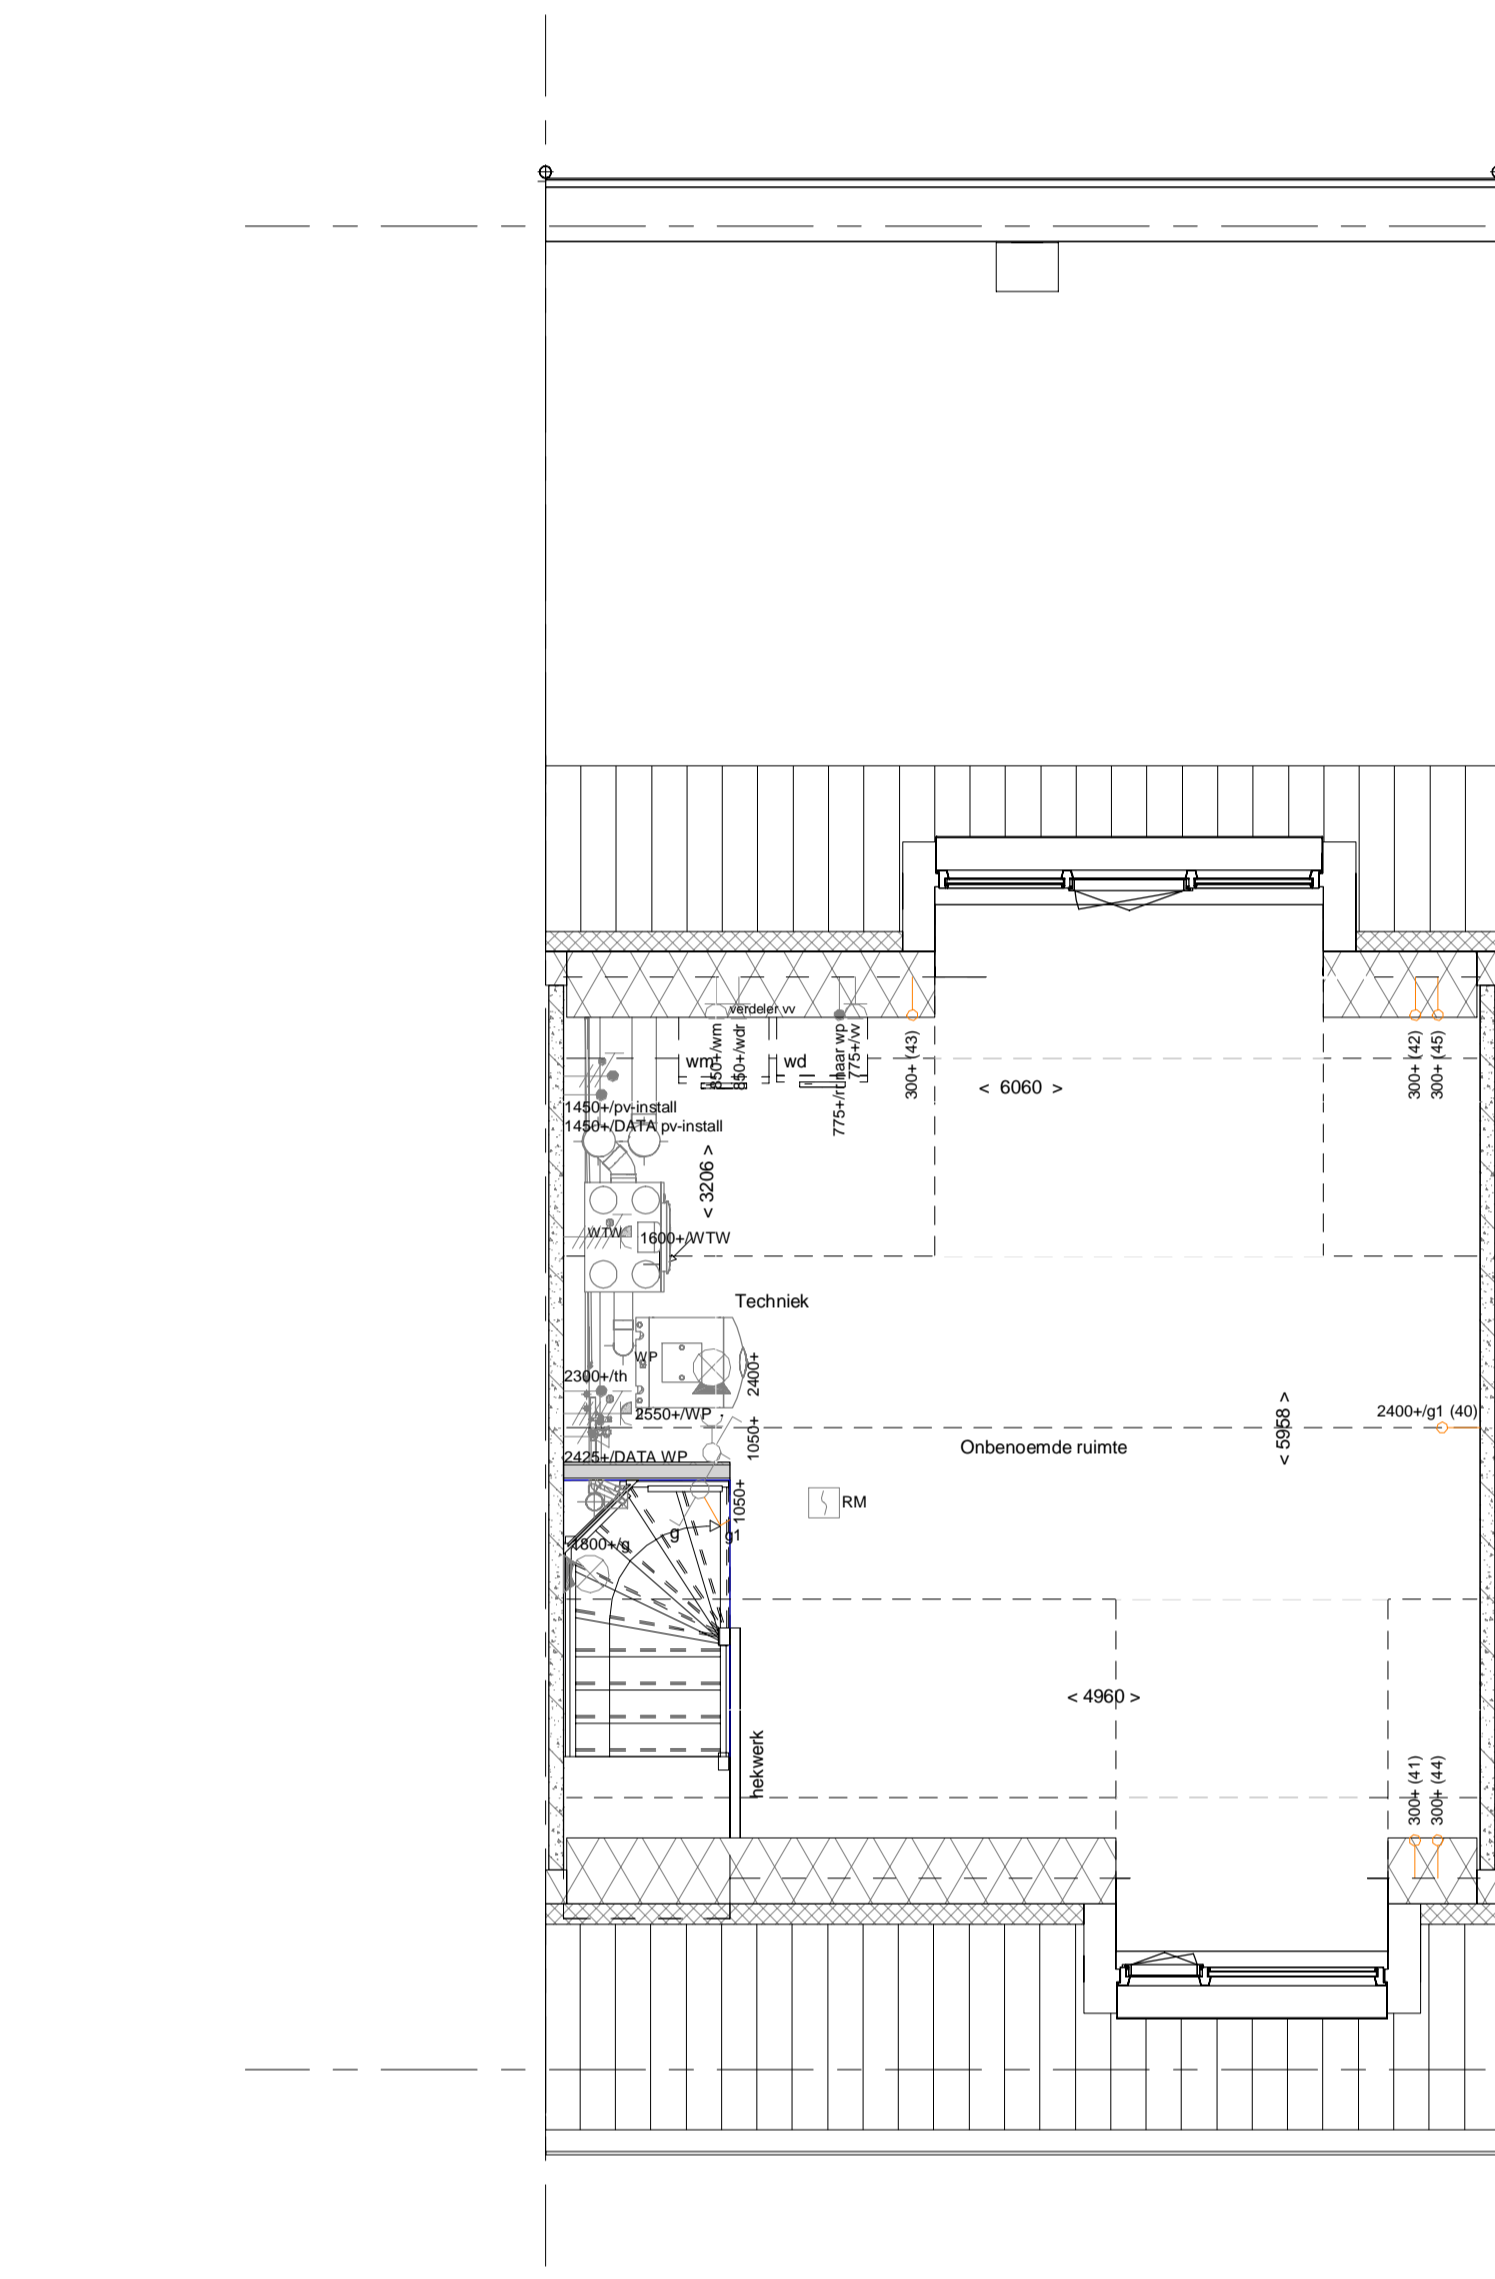 verdeler vv
wm
850+/wm
850+/wdr
wd
775+/rr naar wp
775+/vv
300+ (43)
300+ (42)
300+ (45)
< 6060 >
1450+/pv-install
1450+/DATA pv-install
< 3206 >
WTW
1600+/WTW
Techniek
WP
2300+/th
2400+
2550+/WP
1050+
2400+/g1 (40)
< 5958 >
Onbenoemde ruimte
2425+/DATA WP
1050+
RM
g
g1
1800+/g
< 4960 >
hekwerk
300+ (41)
300+ (44)